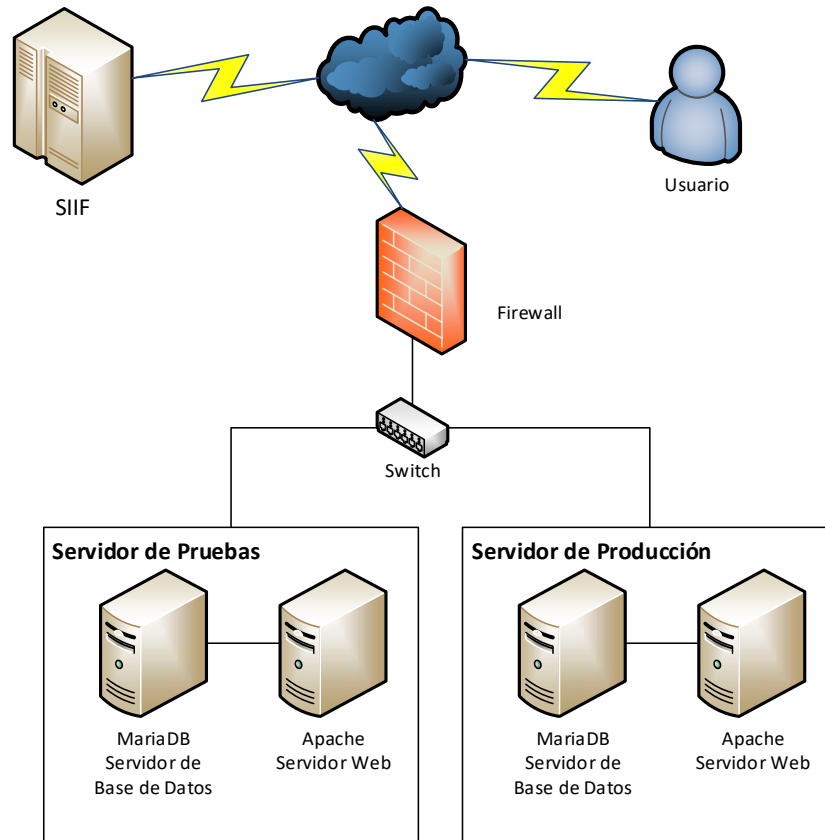 SIIF
Usuario
Firewall
Switch
Servidor de Pruebas
MariaDB
Servidor de
Base de Datos
Apache
Servidor Web
Servidor de Producción
MariaDB
Servidor de
Base de Datos
Apache
Servidor Web